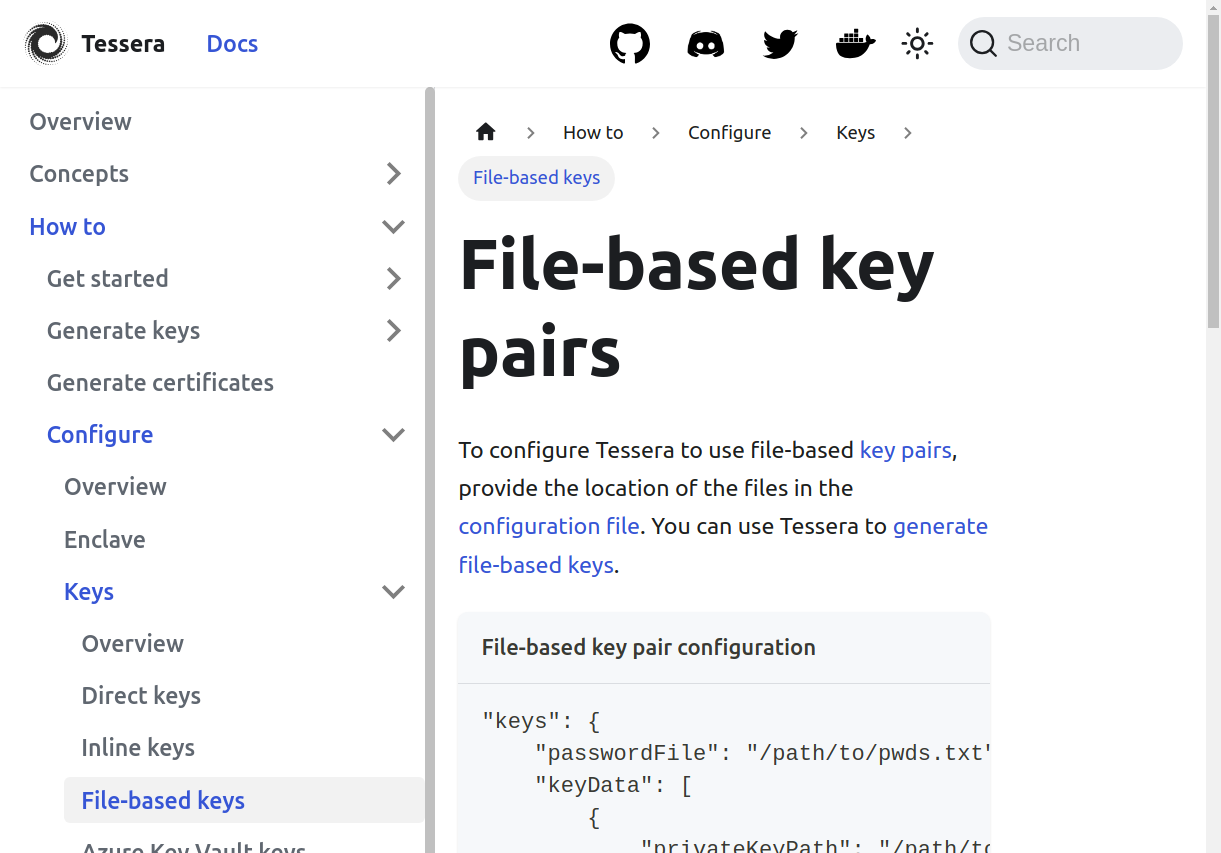 Tessera
Docs
Search
Overview
Concepts
How to
Get started
Generate keys
Generate certificates
Configure
Overview
Enclave
Keys
Overview
Direct keys
Inline keys
File-based keys
Azure Key Vault keys
How to
Configure
Keys
File-based keys
File-based key
pairs
To configure Tessera to use file-based key pairs,
provide the location of the files in the
configuration file. You can use Tessera to generate
file-based keys.
File-based key pair configuration
"keys": {
"passwordFile": "/path/to/pwds.txt"
"keyData": [
{
"privateKeyPath": "/path/to